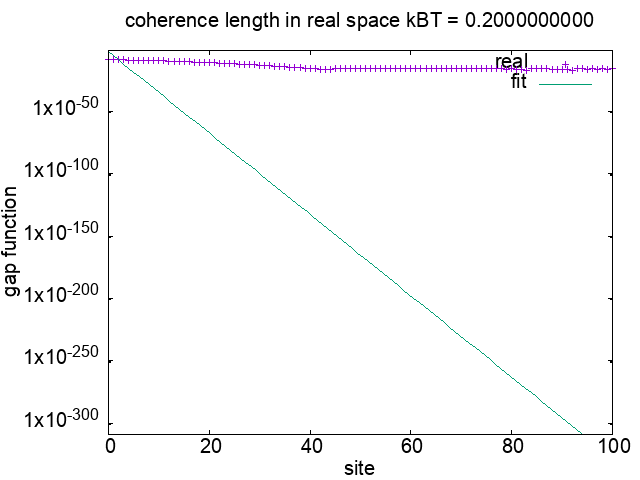 coherence length in real space kBT = 0.2000000000
real
fit
1x10^-50
1x10^-100
1x10^-150
1x10^-200
1x10^-250
1x10^-300
gap function
0 20 40 60 80 100
site